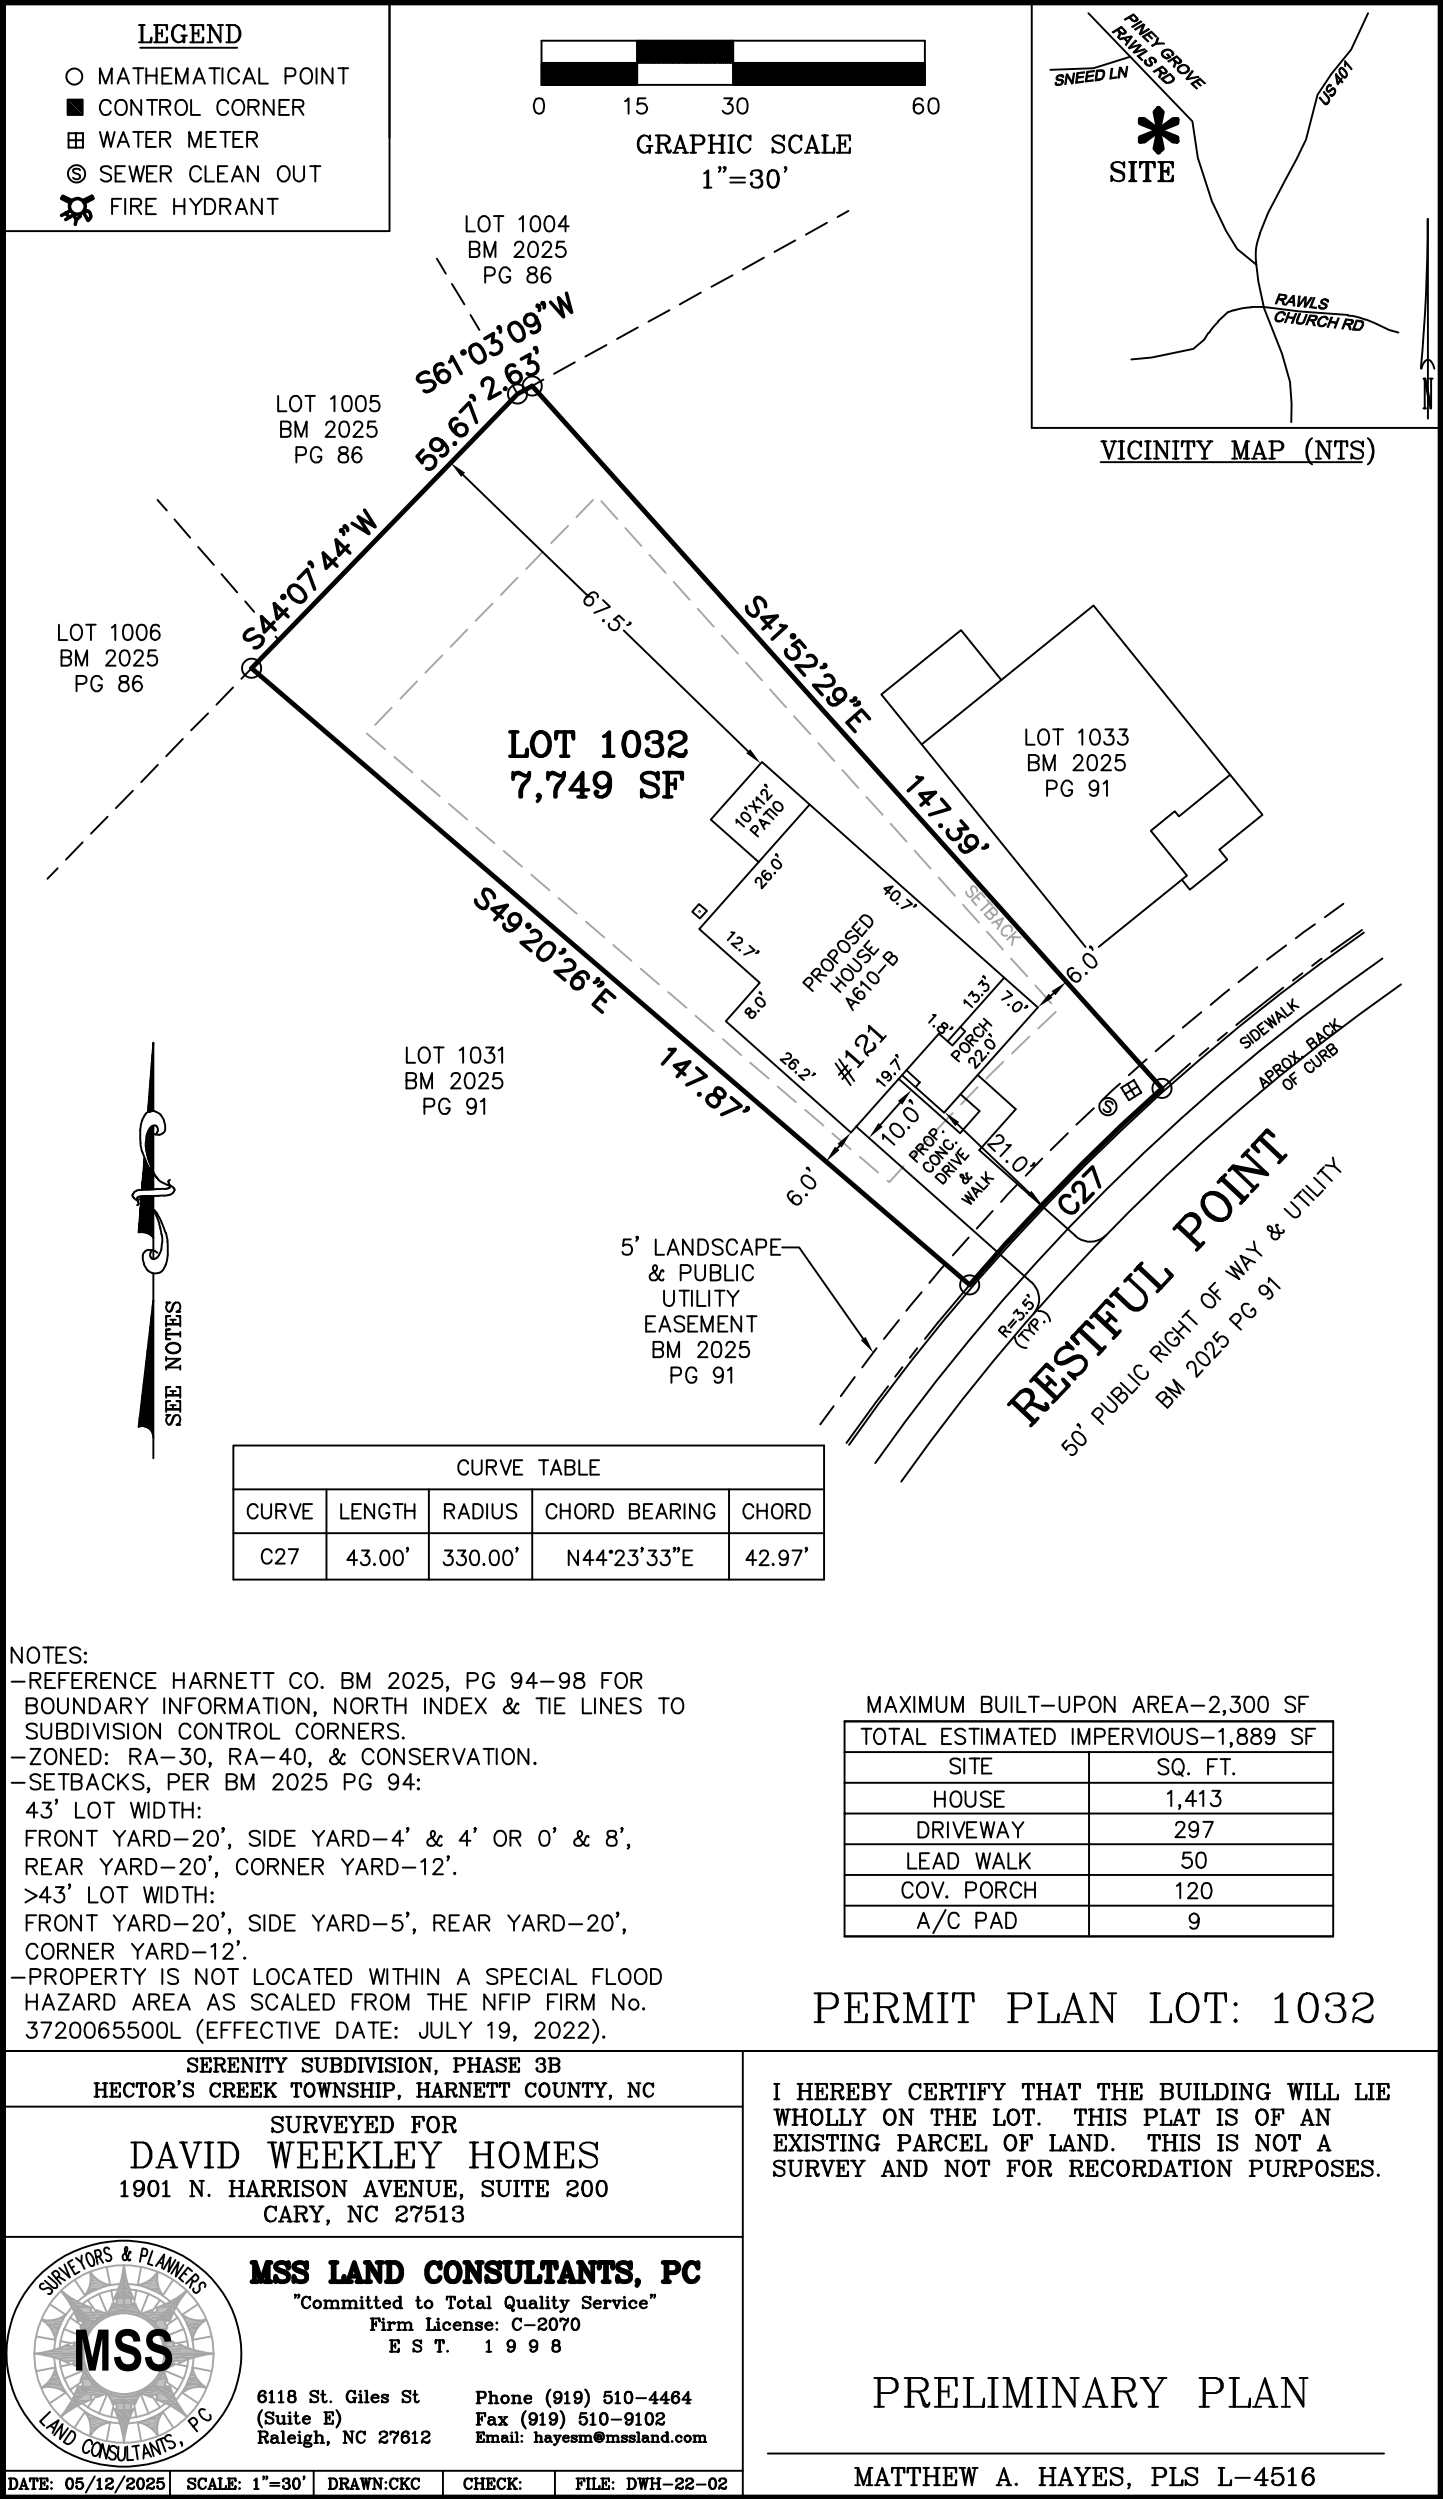 LEGEND
MATHEMATICAL POINT
CONTROL CORNER
WATER METER
SEWER CLEAN OUT
FIRE HYDRANT
0 15 30 60
GRAPHIC SCALE
1"=30'
PINEY GROVE
RAWLS RD
SNEED LN
US 401
SITE
RAWLS
CHURCH RD
N
VICINITY MAP (NTS)
LOT 1004
BM 2025
PG 86
S61°03'09"W
2.63'
LOT 1005
BM 2025
PG 86
59.67'
S44°07'44"W
LOT 1006
BM 2025
PG 86
67.5'
S41°52'29"E
147.39'
LOT 1032
7,749 SF
LOT 1033
BM 2025
PG 91
10'X12'
PATIO
26.0'
40.7'
SETBACK
S49°20'26"E
147.87'
12.7'
PROPOSED
HOUSE
A610-B
8.0'
#121
26.2'
13.3'
7.0'
1.8'
PORCH
22.0'
19.7'
6.0'
10.0'
PROP.
CONC.
DRIVE
&
WALK
21.0'
6.0'
LOT 1031
BM 2025
PG 91
S
S
C27
SIDEWALK
APROX. BACK
OF CURB
R=3.5'
(TYP.)
RESTFUL POINT
50' PUBLIC RIGHT OF WAY & UTILITY
BM 2025 PG 91
5' LANDSCAPE
& PUBLIC
UTILITY
EASEMENT
BM 2025
PG 91
SEE NOTES
CURVE TABLE
CURVE LENGTH RADIUS CHORD BEARING CHORD
C27 43.00' 330.00' N44°23'33"E 42.97'
NOTES:
-REFERENCE HARNETT CO. BM 2025, PG 94-98 FOR
BOUNDARY INFORMATION, NORTH INDEX & TIE LINES TO
SUBDIVISION CONTROL CORNERS.
-ZONED: RA-30, RA-40, & CONSERVATION.
-SETBACKS, PER BM 2025 PG 94:
43' LOT WIDTH:
FRONT YARD-20', SIDE YARD-4' & 4' OR 0' & 8',
REAR YARD-20', CORNER YARD-12'.
>43' LOT WIDTH:
FRONT YARD-20', SIDE YARD-5', REAR YARD-20',
CORNER YARD-12'.
-PROPERTY IS NOT LOCATED WITHIN A SPECIAL FLOOD
HAZARD AREA AS SCALED FROM THE NFIP FIRM No.
3720065500L (EFFECTIVE DATE: JULY 19, 2022).
MAXIMUM BUILT-UPON AREA-2,300 SF
TOTAL ESTIMATED IMPERVIOUS-1,889 SF
SITE SQ. FT.
HOUSE 1,413
DRIVEWAY 297
LEAD WALK 50
COV. PORCH 120
A/C PAD 9
PERMIT PLAN LOT: 1032
SERENITY SUBDIVISION, PHASE 3B
HECTOR'S CREEK TOWNSHIP, HARNETT COUNTY, NC
SURVEYED FOR
DAVID WEEKLEY HOMES
1901 N. HARRISON AVENUE, SUITE 200
CARY, NC 27513
SURVEYORS & PLANNERS
MSS
LAND CONSULTANTS, PC
MSS LAND CONSULTANTS, PC
"Committed to Total Quality Service"
Firm License: C-2070
EST. 1998
6118 St. Giles St
(Suite E)
Raleigh, NC 27612
Phone (919) 510-4464
Fax (919) 510-9102
Email: hayesm@mssland.com
DATE: 05/12/2025 SCALE: 1"=30' DRAWN:CKC CHECK: FILE: DWH-22-02
I HEREBY CERTIFY THAT THE BUILDING WILL LIE
WHOLLY ON THE LOT. THIS PLAT IS OF AN
EXISTING PARCEL OF LAND. THIS IS NOT A
SURVEY AND NOT FOR RECORDATION PURPOSES.
PRELIMINARY PLAN
MATTHEW A. HAYES, PLS L-4516